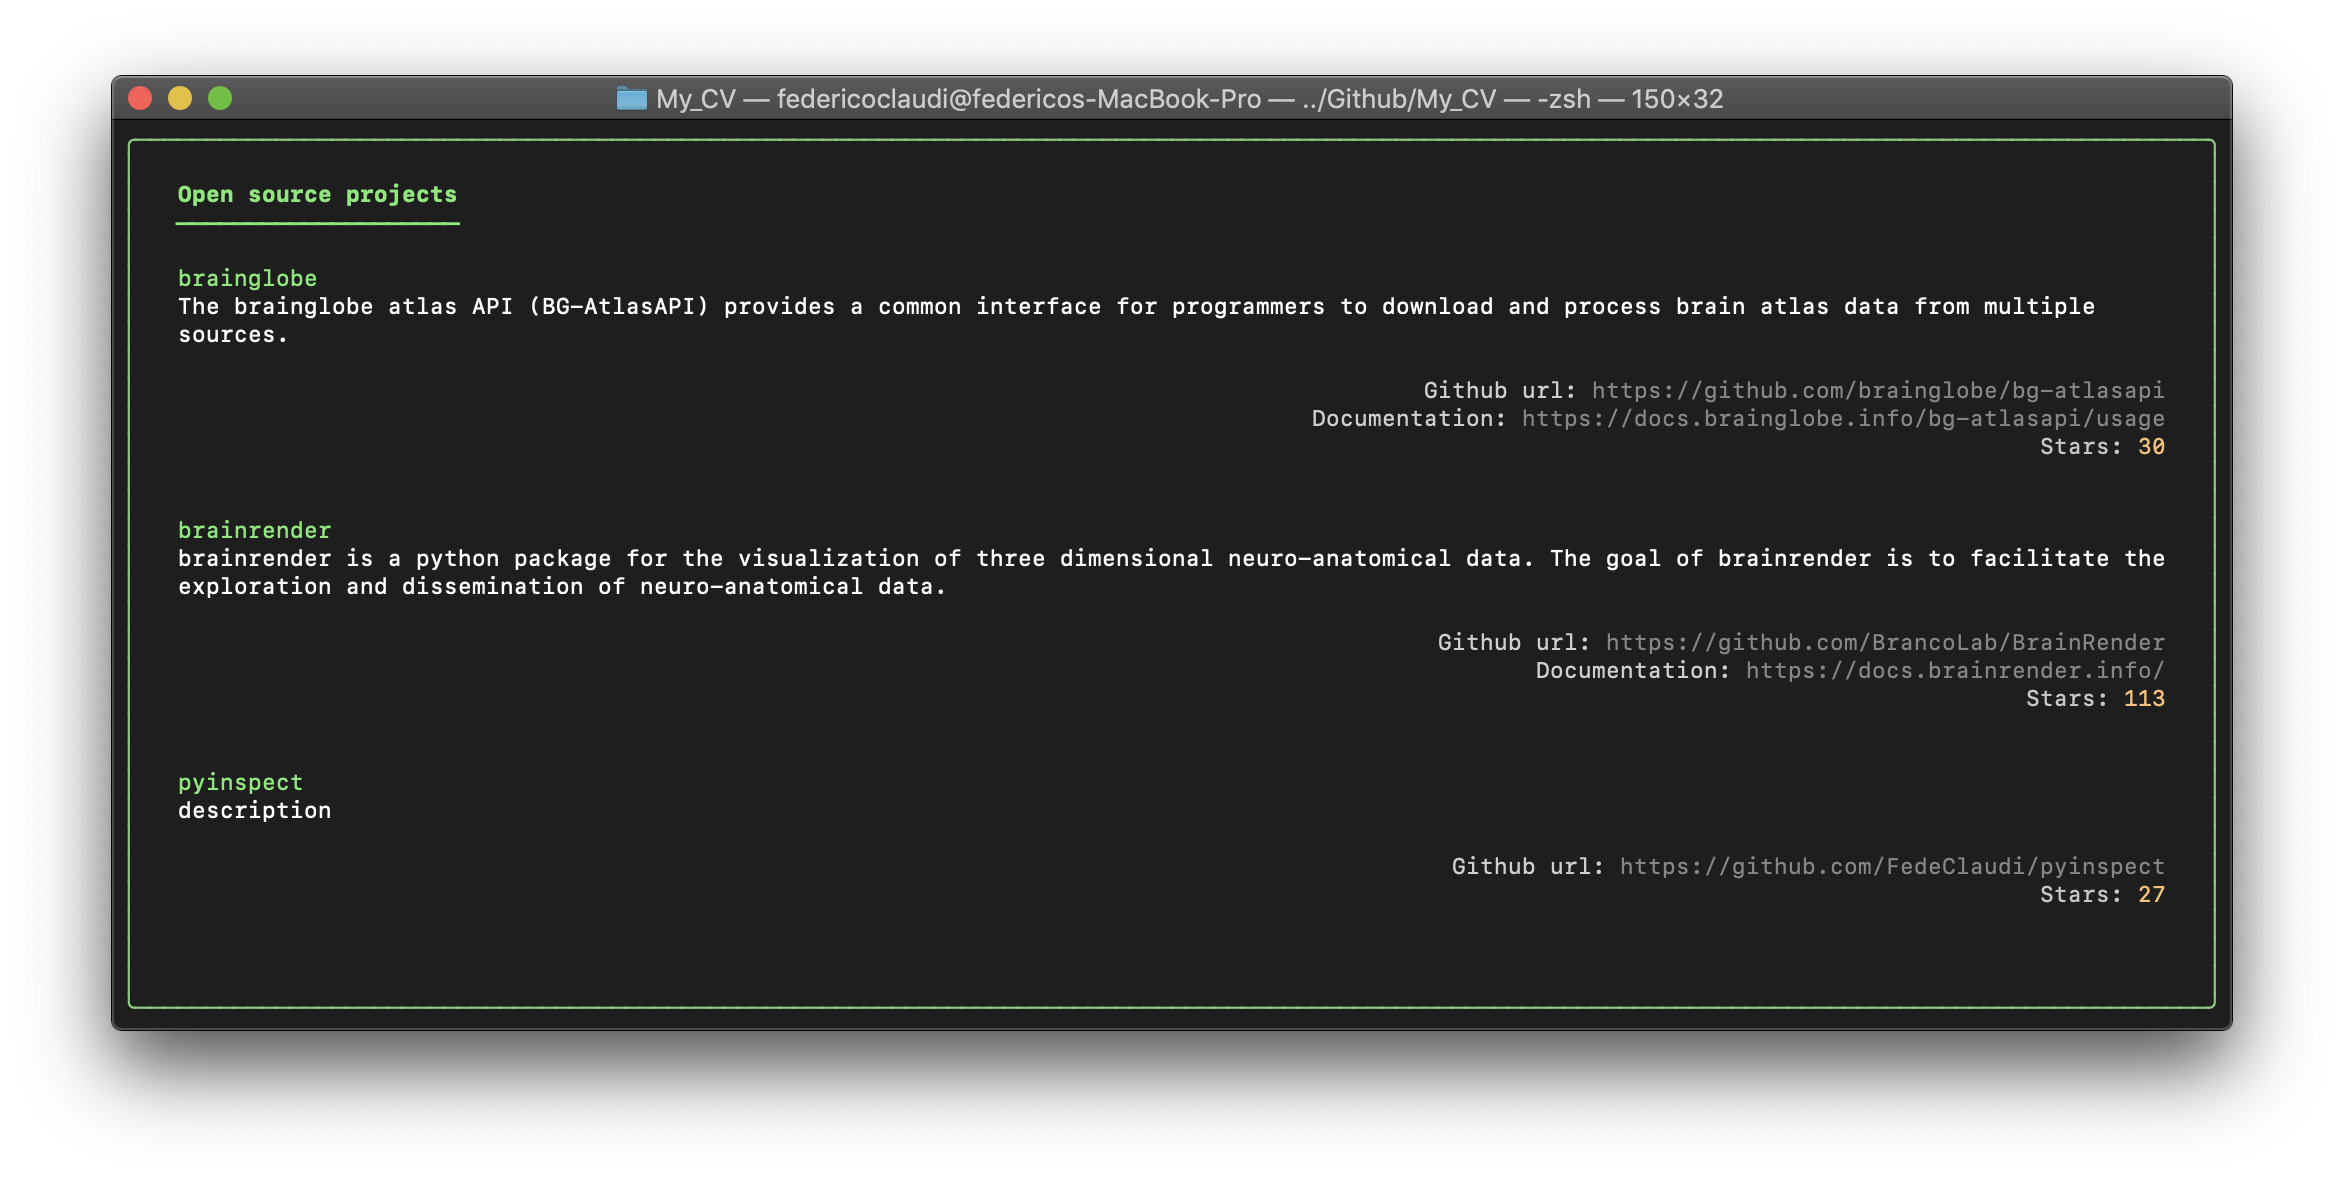 My_CV — federicoclaudi@federicos-MacBook-Pro — ../Github/My_CV — -zsh — 150×32
Open source projects
brainglobe
The brainglobe atlas API (BG-AtlasAPI) provides a common interface for programmers to download and process brain atlas data from multiple
sources.
Github url: https://github.com/brainglobe/bg-atlasapi
Documentation: https://docs.brainglobe.info/bg-atlasapi/usage
Stars: 30
brainrender
brainrender is a python package for the visualization of three dimensional neuro-anatomical data. The goal of brainrender is to facilitate the
exploration and dissemination of neuro-anatomical data.
Github url: https://github.com/BrancoLab/BrainRender
Documentation: https://docs.brainrender.info/
Stars: 113
pyinspect
description
Github url: https://github.com/FedeClaudi/pyinspect
Stars: 27